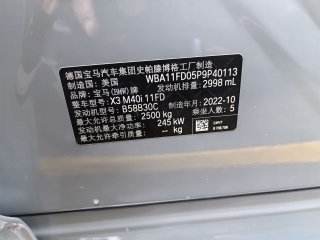 德国宝马汽车集团史帕滕博格工厂制造
制造国：美国 WBA11FD05P9P40113
品牌：宝马(BMW)牌 发动机排量：2998 mL
整车型号：X3 M40i 11FD
发动机型号：B58B30C 制造年月：2022-10
最大允许总质量：2500 kg 乘坐人数：5
发动机最大净功率：245 kW
最大允许牵引质量：-- kg